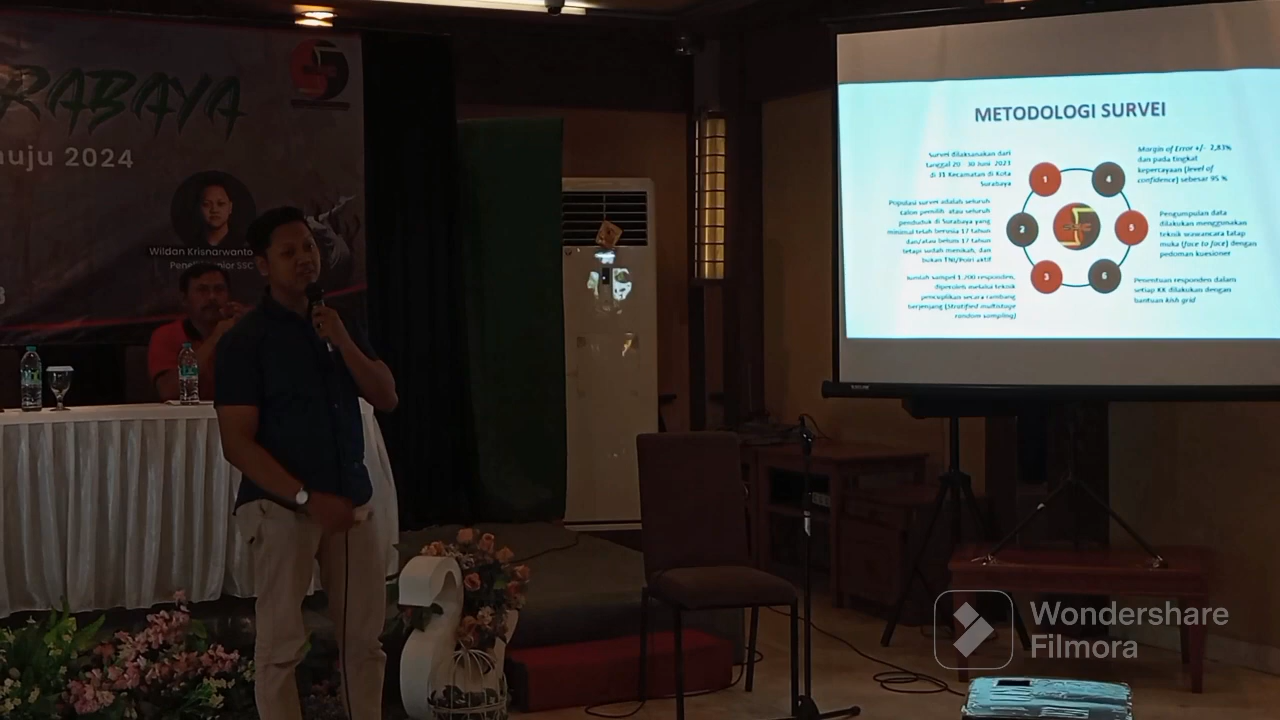 RABAYA
nuju 2024
Wildan Krisnarwanto
Peneliti Senior SSC
METODOLOGI SURVEI
Survei dilaksanakan dari
tanggal 20 - 30 Juni 2023
di 31 Kecamatan di Kota
Surabaya
Populasi survei adalah seluruh
calon pemilih atau seluruh
penduduk di Surabaya yang
minimal telah berusia 17 tahun
dan/atau belum 17 tahun
tetapi sudah menikah, dan
bukan TNI/Polri aktif
Jumlah sampel 1.200 responden,
diperoleh melalui teknik
pencuplikan secara rambang
berjenjang (Stratified multistage
random sampling)
1
2
3
4
5
6
Margin of Error +/- 2,83%
dan pada tingkat
kepercayaan (level of
confidence) sebesar 95 %
Pengumpulan data
dilakukan menggunakan
teknik wawancara tatap
muka (face to face) dengan
pedoman kuesioner
Penentuan responden dalam
setiap KK dilakukan dengan
bantuan kish grid
Wondershare
Filmora